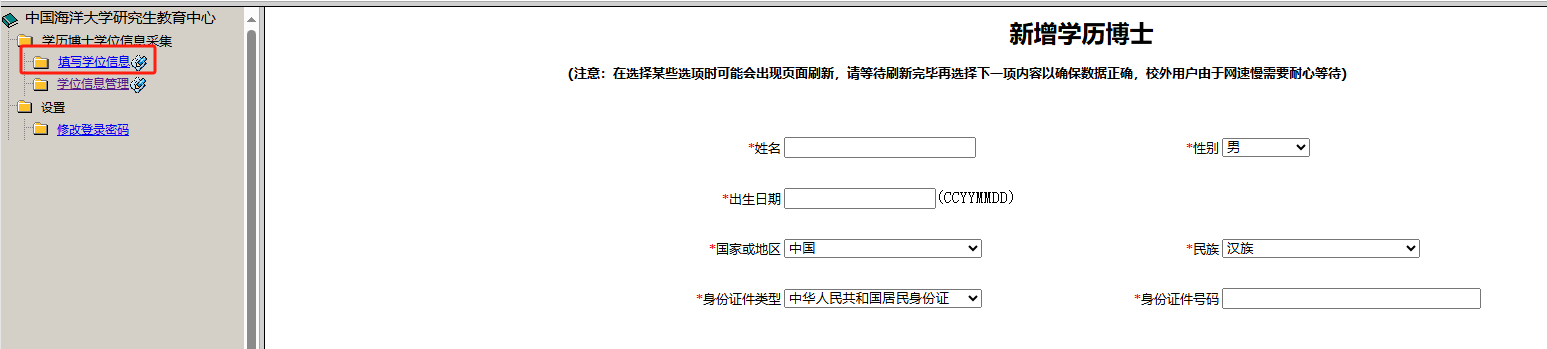 中国海洋大学研究生教育中心
学历博士学位信息采集
填写学位信息
学位信息管理
设置
修改登录密码
新增学历博士
(注意：在选择某些选项时可能会出现页面刷新，请等待刷新完毕再选择下一项内容以确保数据正确，校外用户由于网速慢需要耐心等待)
*姓名 *性别 男
*出生日期 (CCYYMMDD)
*国家或地区 中国 *民族 汉族
*身份证件类型 中华人民共和国居民身份证 *身份证件号码